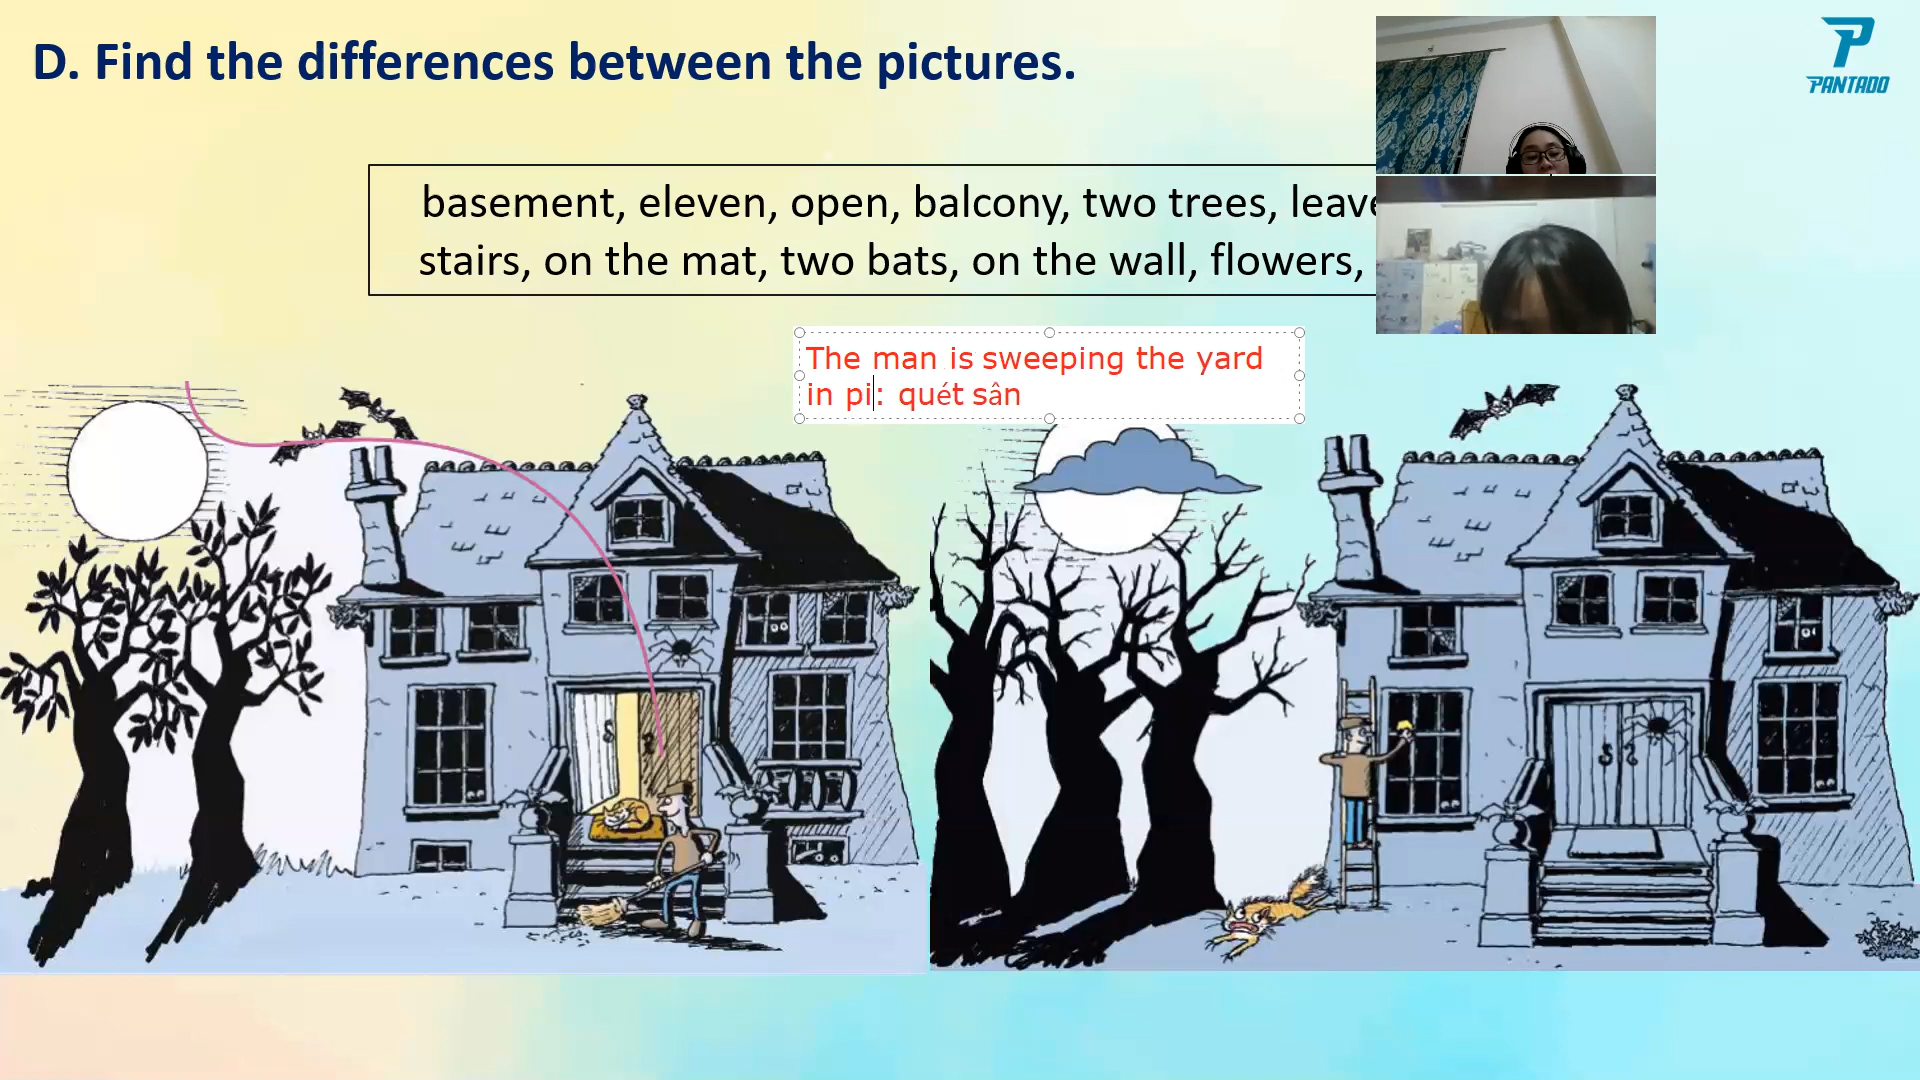 D. Find the differences between the pictures.
PANTADO
basement, eleven, open, balcony, two trees,
stairs, on the mat, two bats, on the wall, flowers,
The man is sweeping the yard
in pi: quét sân